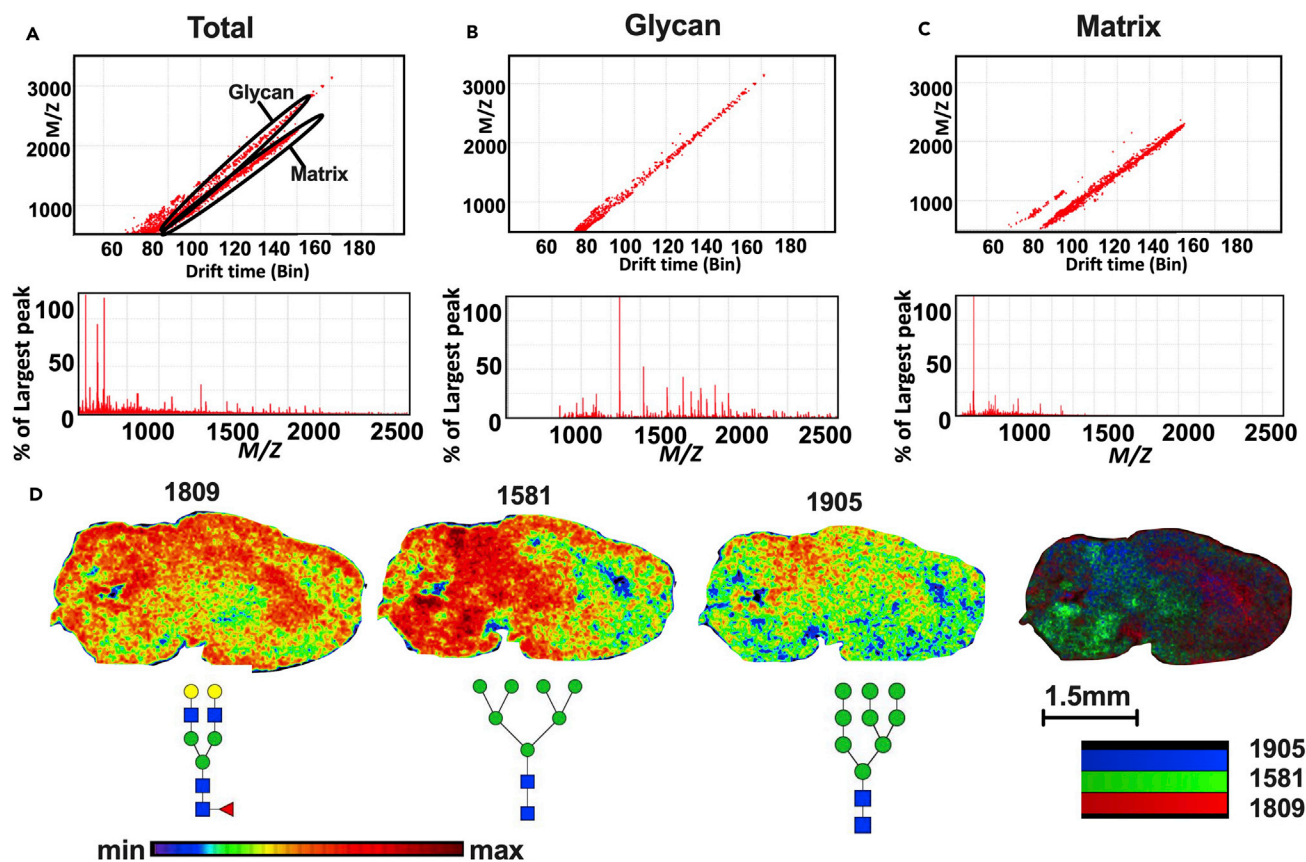 A Total
B Glycan
C Matrix
M/Z
3000
2000
1000
Glycan
Matrix
60 80 100 120 140 160 180
Drift time (Bin)
M/Z
3000
2000
1000
60 80 100 120 140 160 180
Drift time (Bin)
M/Z
3000
2000
1000
60 80 100 120 140 160 180
Drift time (Bin)
% of Largest peak
100
50
0
1000 1500 2000 2500
M/Z
% of Largest peak
100
50
0
1000 1500 2000 2500
M/Z
% of Largest peak
100
50
0
1000 1500 2000 2500
M/Z
D 1809 1581 1905
1.5mm
1905
1581
1809
min max